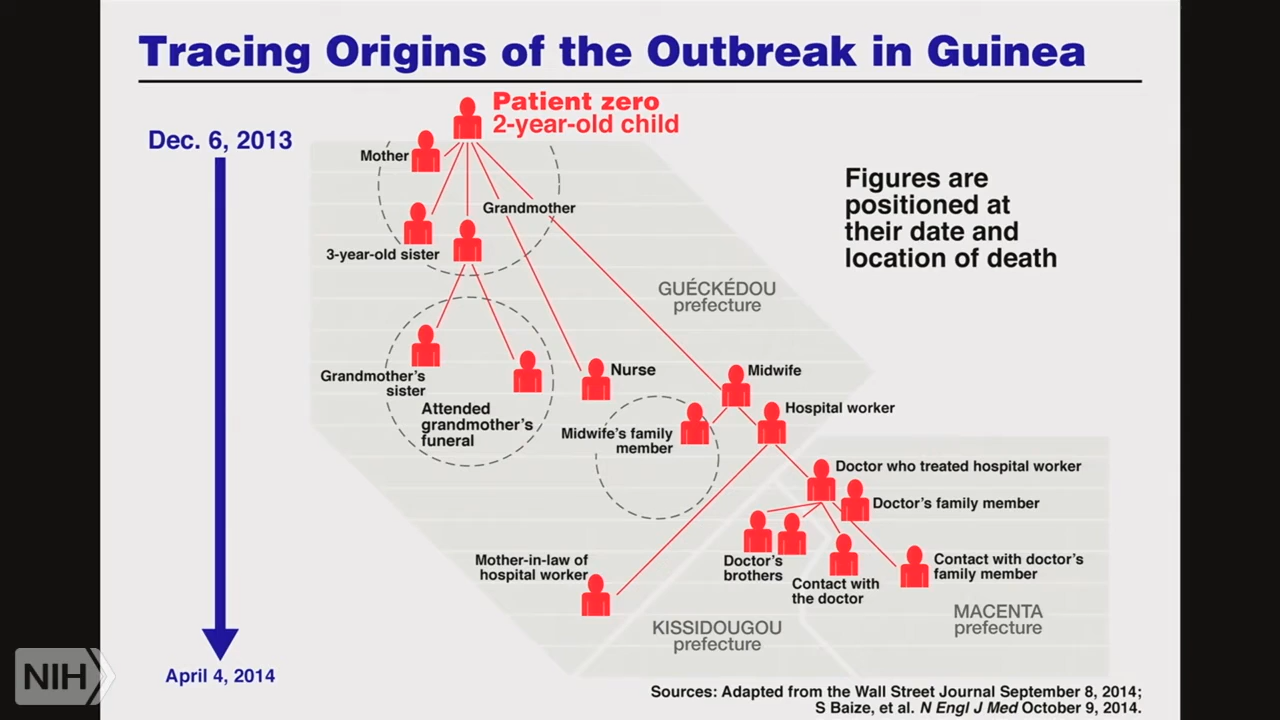 Tracing Origins of the Outbreak in Guinea
Patient zero
2-year-old child
Dec. 6, 2013
Mother
Figures are
positioned at
their date and
location of death
Grandmother
3-year-old sister
GUÉCKÉDOU
prefecture
Grandmother's
sister
Attended
grandmother's
funeral
Nurse
Midwife
Hospital worker
Midwife's family
member
Doctor who treated hospital worker
Doctor's family member
Mother-in-law of
hospital worker
Doctor's
brothers
Contact with
the doctor
Contact with doctor's
family member
KISSIDOUGOU
prefecture
MACENTA
prefecture
NIH
April 4, 2014
Sources: Adapted from the Wall Street Journal September 8, 2014;
S Baize, et al. N Engl J Med October 9, 2014.